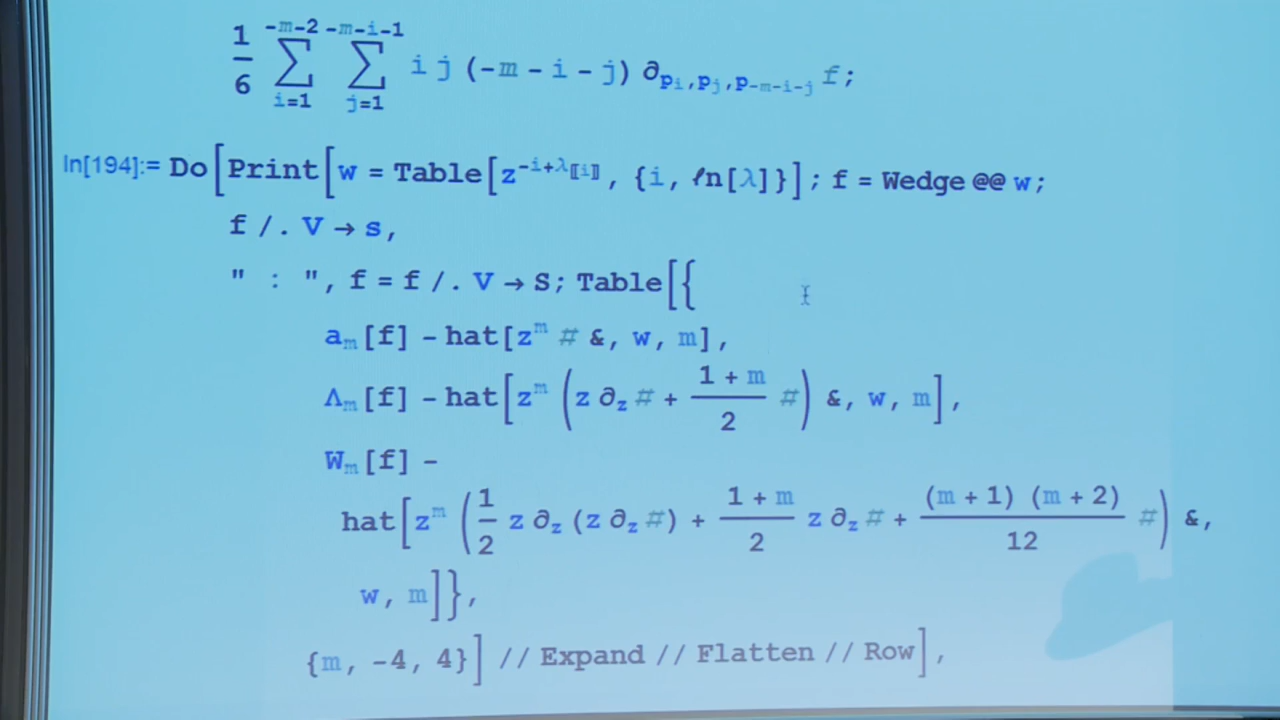 1/6 ∑_{i=1}^{-m-2} ∑_{j=1}^{-m-i-1} i j (-m - i - j) ∂_{p_i,p_j,p_{-m-i-j}} f;
In[194]:= Do[Print[w = Table[z^{-i+λ〚i〛}, {i, ℓn[λ]}]; f = Wedge @@ w;
f /. V → s,
" : ", f = f /. V → S; Table[{
a_m[f] - hat[z^m # &, w, m],
Λ_m[f] - hat[z^m (z ∂_z # + (1 + m)/2 #) &, w, m],
W_m[f] -
hat[z^m (1/2 z ∂_z (z ∂_z #) + (1 + m)/2 z ∂_z # + ((m + 1) (m + 2))/12 #) &,
w, m]},
{m, -4, 4}] // Expand // Flatten // Row],